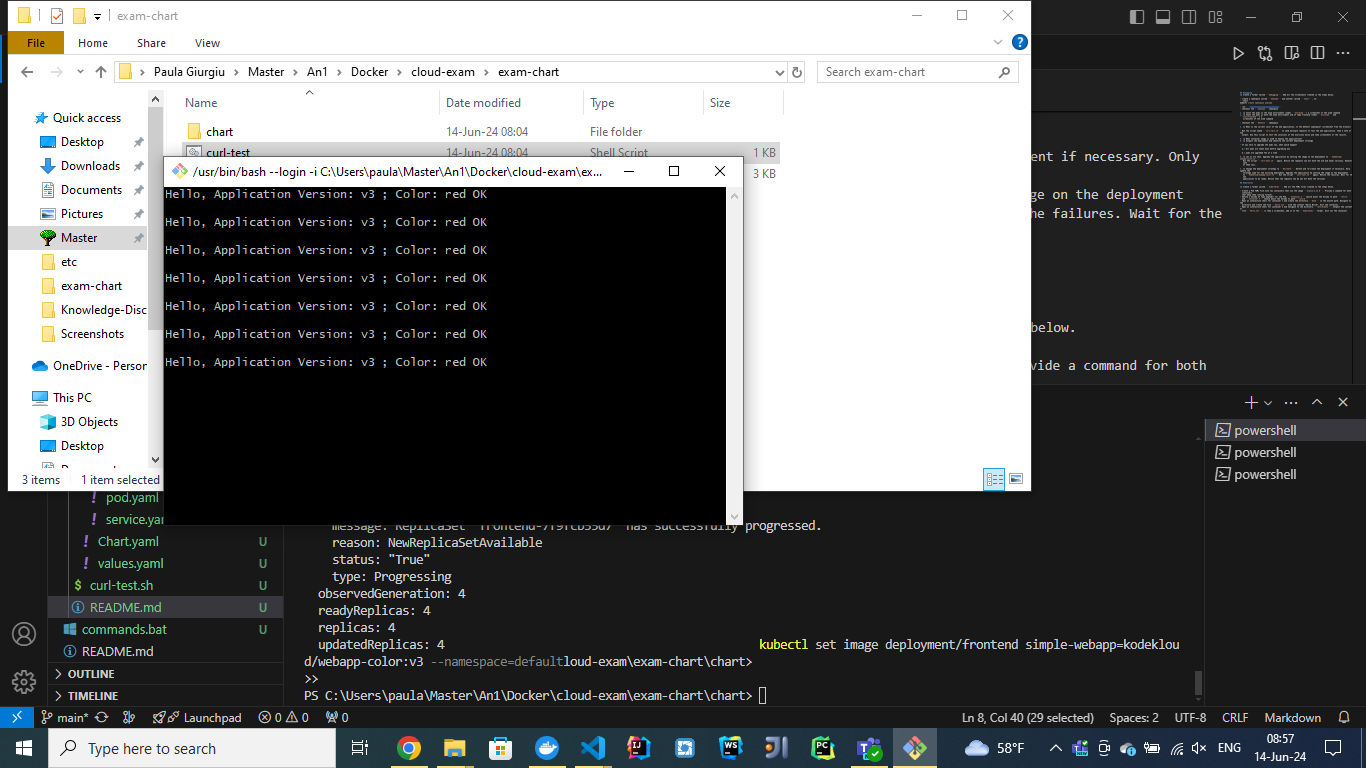 exam-chart
File Home Share View
Paula Giurgiu > Master > An1 > Docker > cloud-exam > exam-chart
Search exam-chart
Quick access
Desktop
Downloads
Documents
Pictures
Master
etc
exam-chart
Knowledge-Disc
Screenshots
OneDrive - Person
This PC
3D Objects
Desktop
Name Date modified Type Size
chart 14-Jun-24 08:04 File folder
curl-test 14-Jun-24 08:04 Shell Script 1 KB
3 KB
3 items 1 item selected
/usr/bin/bash --login -i C:\Users\paula\Master\An1\Docker\cloud-exam\ex...
Hello, Application Version: v3 ; Color: red OK
Hello, Application Version: v3 ; Color: red OK
Hello, Application Version: v3 ; Color: red OK
Hello, Application Version: v3 ; Color: red OK
Hello, Application Version: v3 ; Color: red OK
Hello, Application Version: v3 ; Color: red OK
Hello, Application Version: v3 ; Color: red OK
ent if necessary. Only
ge on the deployment
he failures. Wait for the
below.
vide a command for both
powershell
powershell
powershell
! pod.yaml
! service.yam
! Chart.yaml U
! values.yaml U
$ curl-test.sh U
README.md U
commands.bat U
README.md
OUTLINE
TIMELINE
has successfully progressed.
reason: NewReplicaSetAvailable
status: "True"
type: Progressing
observedGeneration: 4
readyReplicas: 4
replicas: 4
updatedReplicas: 4 kubectl set image deployment/frontend simple-webapp=kodeklou
d/webapp-color:v3 --namespace=defaultloud-exam\exam-chart\chart>
>>
PS C:\Users\paula\Master\An1\Docker\cloud-exam\exam-chart\chart>
main* Launchpad 0 0 0 Ln 8, Col 40 (29 selected) Spaces: 2 UTF-8 CRLF Markdown
Type here to search
58°F
ENG
08:57
14-Jun-24